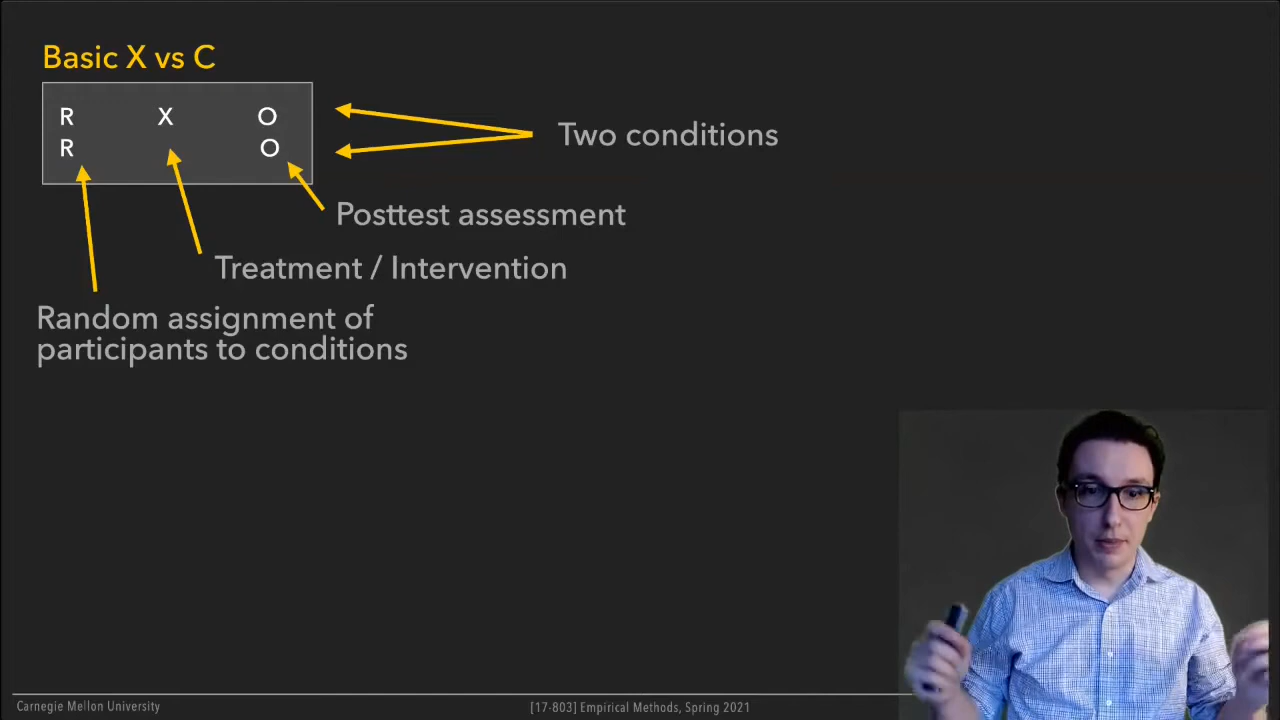 Basic X vs C
R X O
R O
Two conditions
Posttest assessment
Treatment / Intervention
Random assignment of
participants to conditions
Carnegie Mellon University
[17-803] Empirical Methods, Spring 2021